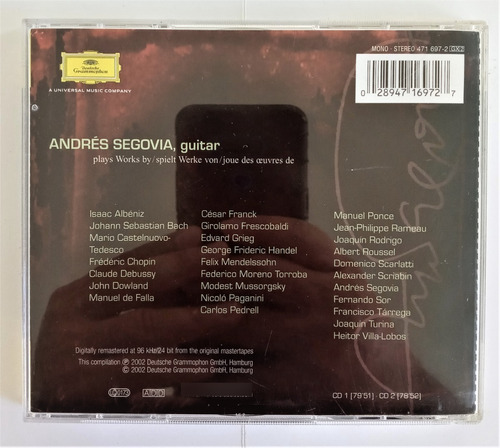 Deutsche
Grammophon
A UNIVERSAL MUSIC COMPANY
MONO · STEREO 471 697-2 GX2
0 28947 16972 7
ANDRÉS SEGOVIA, guitar
plays Works by/spielt Werke von/joue des œuvres de
Isaac Albéniz
Johann Sebastian Bach
Mario Castelnuovo-
Tedesco
Frédéric Chopin
Claude Debussy
John Dowland
Manuel de Falla
César Franck
Girolamo Frescobaldi
Edvard Grieg
George Frideric Handel
Felix Mendelssohn
Federico Moreno Torroba
Modest Mussorgsky
Nicoló Paganini
Carlos Pedrell
Manuel Ponce
Jean-Philippe Rameau
Joaquín Rodrigo
Albert Roussel
Domenico Scarlatti
Alexander Scriabin
Andrés Segovia
Fernando Sor
Francisco Tárrega
Joaquín Turina
Heitor Villa-Lobos
Digitally remastered at 96 kHz/24 bit from the original mastertapes
This compilation ℗ 2002 Deutsche Grammophon GmbH, Hamburg
© 2002 Deutsche Grammophon GmbH, Hamburg
CD 1 [79'51] · CD 2 [78'52]